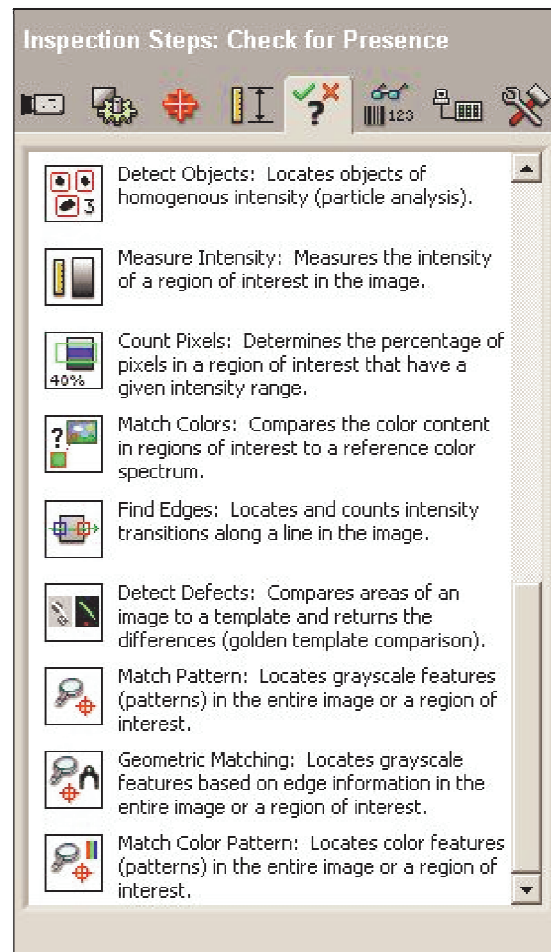 Inspection Steps: Check for Presence
? 123
3
Detect Objects: Locates objects of
homogenous intensity (particle analysis).
Measure Intensity: Measures the intensity
of a region of interest in the image.
40%
Count Pixels: Determines the percentage of
pixels in a region of interest that have a
given intensity range.
?
Match Colors: Compares the color content
in regions of interest to a reference color
spectrum.
Find Edges: Locates and counts intensity
transitions along a line in the image.
Detect Defects: Compares areas of an
image to a template and returns the
differences (golden template comparison).
Match Pattern: Locates grayscale features
(patterns) in the entire image or a region of
interest.
Geometric Matching: Locates grayscale
features based on edge information in the
entire image or a region of interest.
Match Color Pattern: Locates color features
(patterns) in the entire image or a region of
interest.